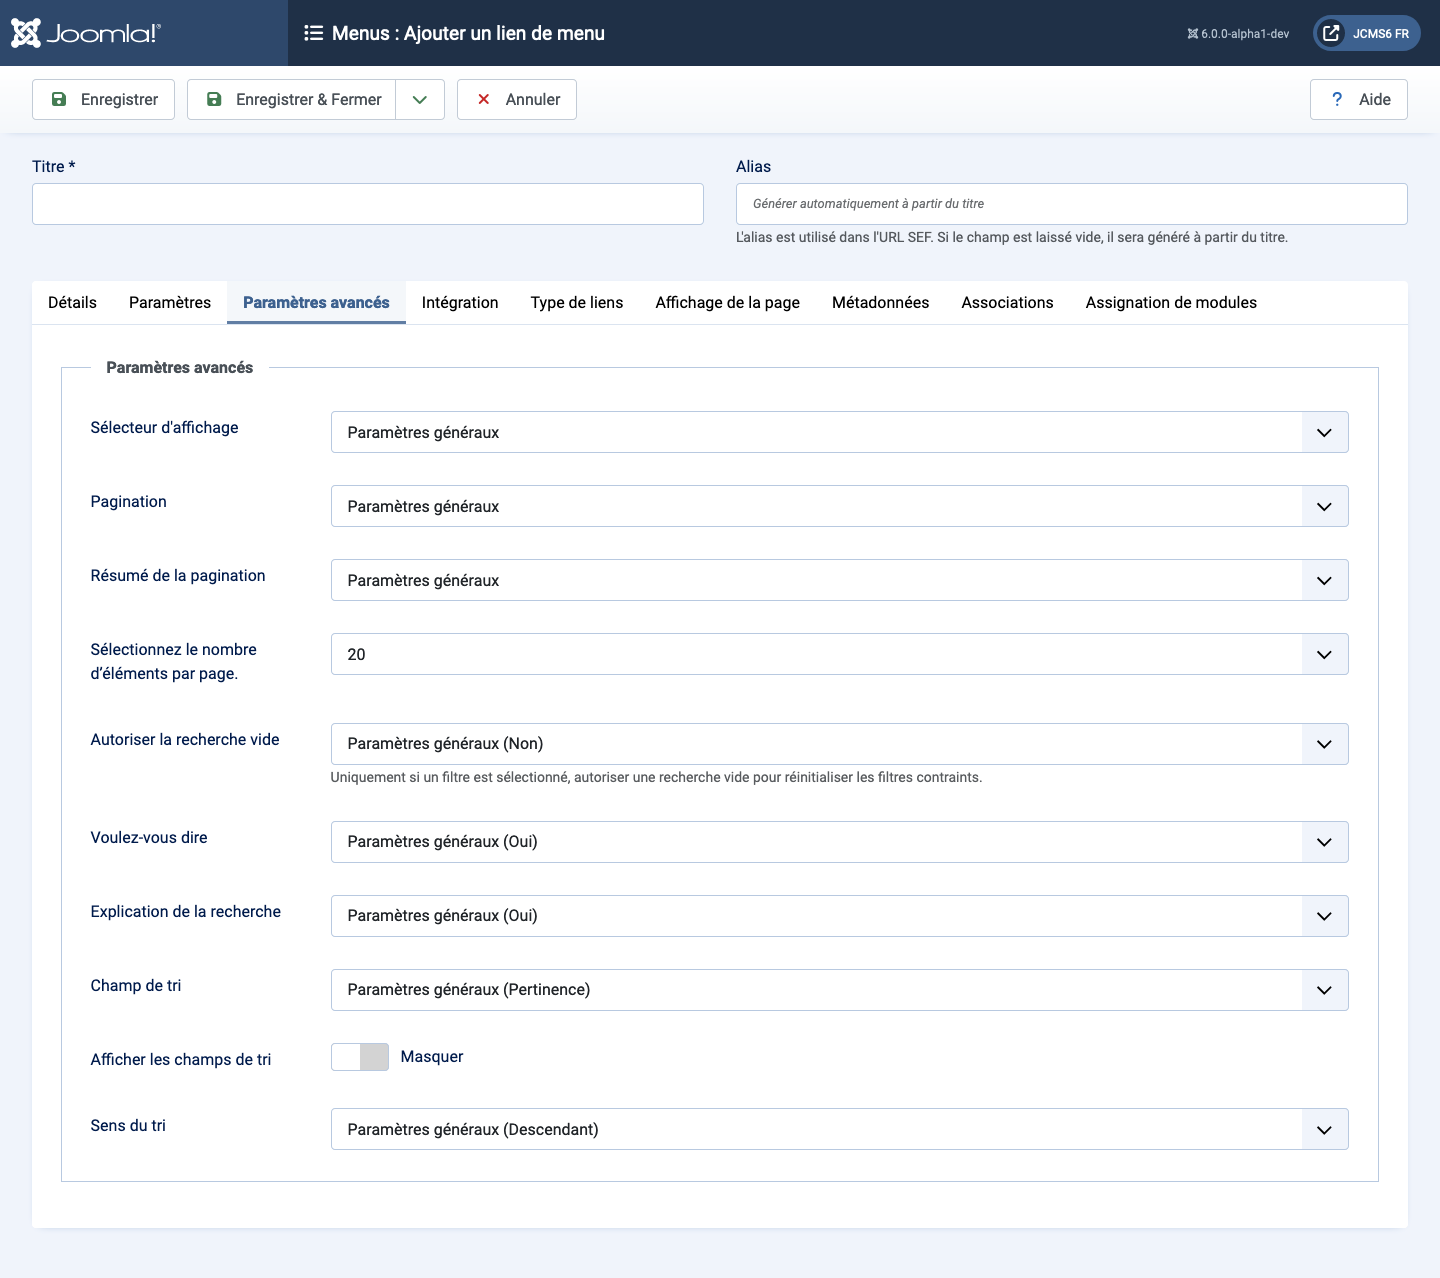 Joomla!®
Menus : Ajouter un lien de menu
6.0.0-alpha1-dev
JCMS6 FR
Enregistrer
Enregistrer & Fermer
Annuler
? Aide
Titre *
Alias
Générer automatiquement à partir du titre
L'alias est utilisé dans l'URL SEF. Si le champ est laissé vide, il sera généré à partir du titre.
Détails Paramètres Paramètres avancés Intégration Type de liens Affichage de la page Métadonnées Associations Assignation de modules
Paramètres avancés
Sélecteur d'affichage
Paramètres généraux
Pagination
Paramètres généraux
Résumé de la pagination
Paramètres généraux
Sélectionnez le nombre
d’éléments par page.
20
Autoriser la recherche vide
Paramètres généraux (Non)
Uniquement si un filtre est sélectionné, autoriser une recherche vide pour réinitialiser les filtres contraints.
Voulez-vous dire
Paramètres généraux (Oui)
Explication de la recherche
Paramètres généraux (Oui)
Champ de tri
Paramètres généraux (Pertinence)
Afficher les champs de tri
Masquer
Sens du tri
Paramètres généraux (Descendant)